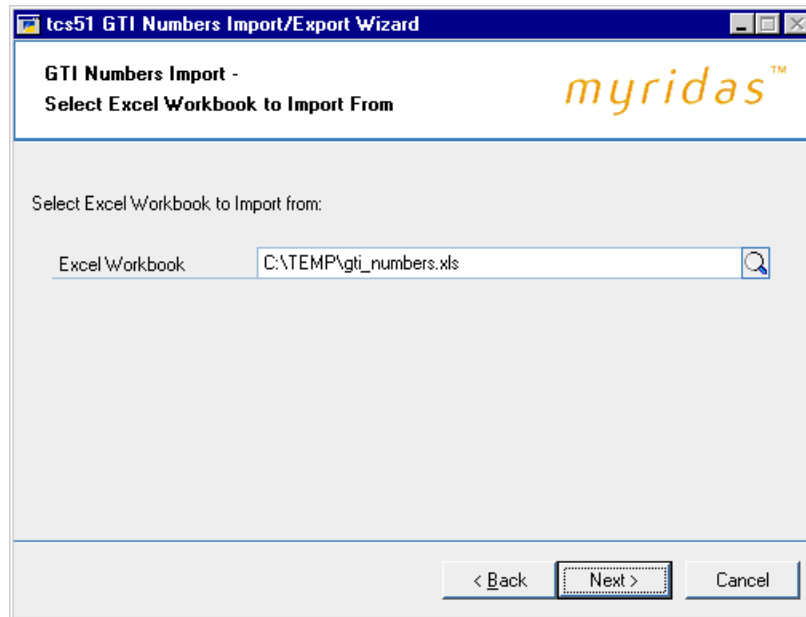 tcs51 GTI Numbers Import/Export Wizard
GTI Numbers Import -
Select Excel Workbook to Import From
myridas™
Select Excel Workbook to Import from:
Excel Workbook C:\TEMP\gti_numbers.xls
< Back Next > Cancel